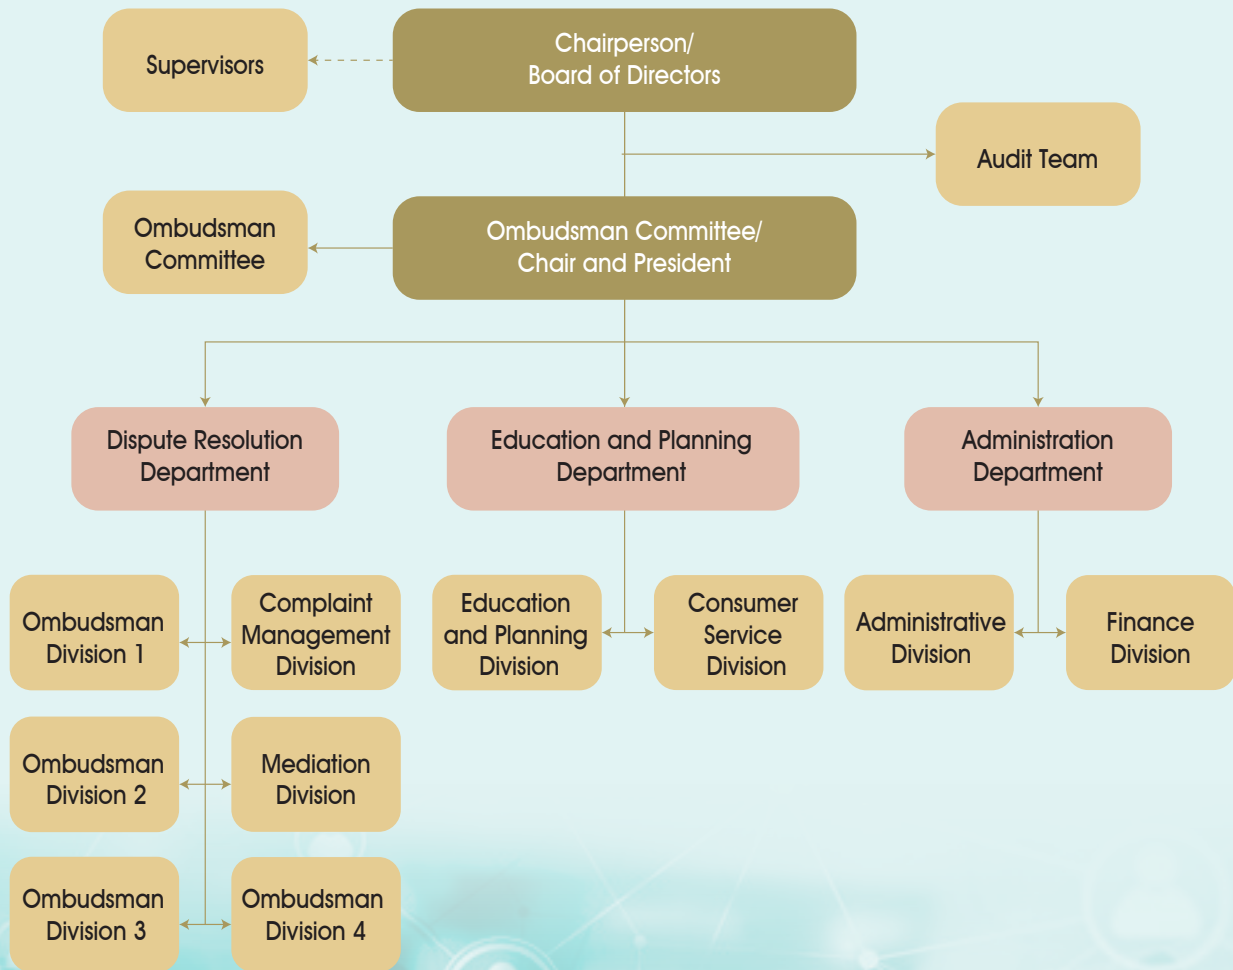 Supervisors
Chairperson/
Board of Directors
Audit Team
Ombudsman
Committee
Ombudsman Committee/
Chair and President
Dispute Resolution
Department
Education and Planning
Department
Administration
Department
Ombudsman
Division 1
Complaint
Management
Division
Education
and Planning
Division
Consumer
Service
Division
Administrative
Division
Finance
Division
Ombudsman
Division 2
Mediation
Division
Ombudsman
Division 3
Ombudsman
Division 4